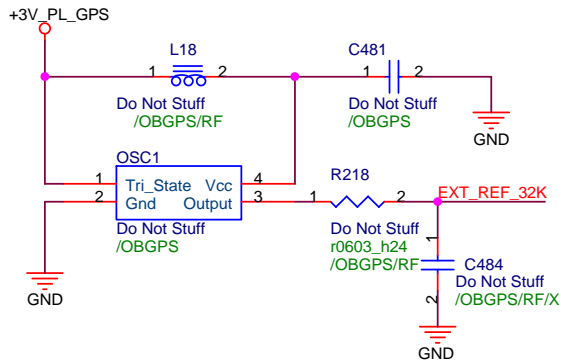 +3V_PL_GPS
L18
1 2
Do Not Stuff
/OBGPS/RF
C481
1 2
Do Not Stuff
/OBGPS
GND
OSC1
1 Tri_State Vcc 4
2 Gnd Output 3
Do Not Stuff
/OBGPS
GND
R218
1 2
Do Not Stuff
r0603_h24
/OBGPS/RF
EXT_REF_32K
1
C484
Do Not Stuff
/OBGPS/RF/X
2
GND